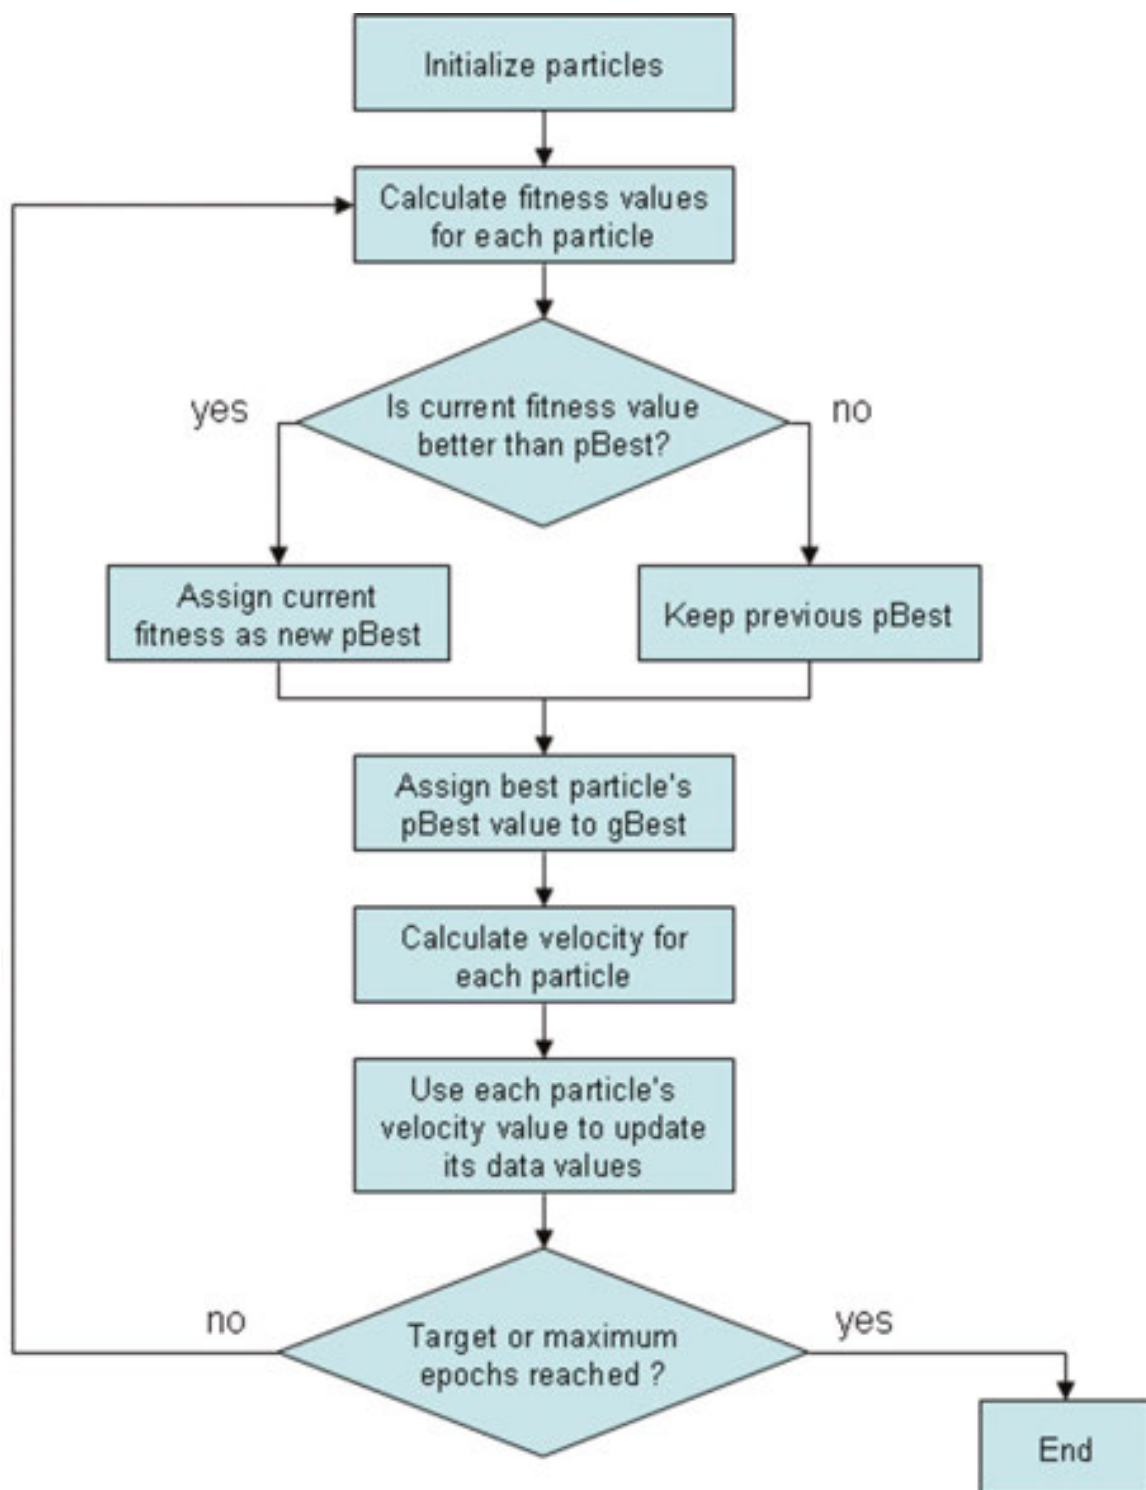 Initialize particles
Calculate fitness values
for each particle
Is current fitness value
better than pBest?
yes
no
Assign current
fitness as new pBest
Keep previous pBest
Assign best particle's
pBest value to gBest
Calculate velocity for
each particle
Use each particle's
velocity value to update
its data values
Target or maximum
epochs reached ?
no
yes
End